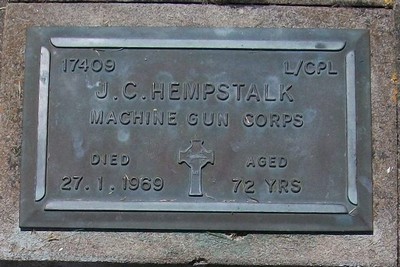 17409 L/CPL
J.C. HEMPSTALK
MACHINE GUN CORPS
DIED AGED
27.1.1969 72 YRS